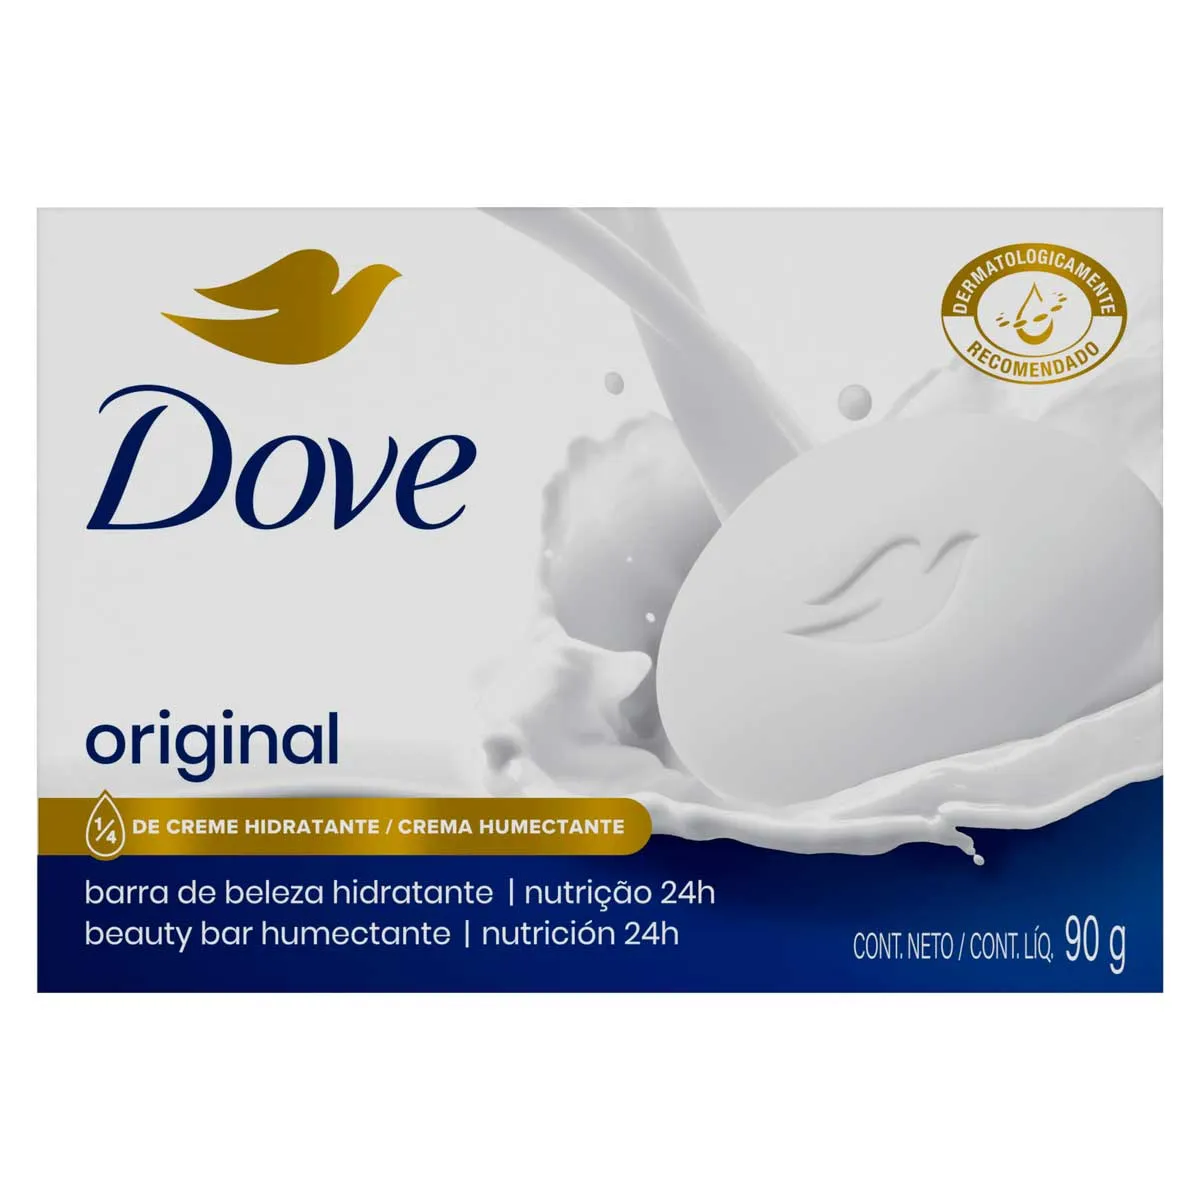 DERMATOLOGICAMENTE
RECOMENDADO
Dove
original
1/4 DE CREME HIDRATANTE / CREMA HUMECTANTE
barra de beleza hidratante | nutrição 24h
beauty bar humectante | nutrición 24h
CONT. NETO / CONT. LÍQ. 90 g